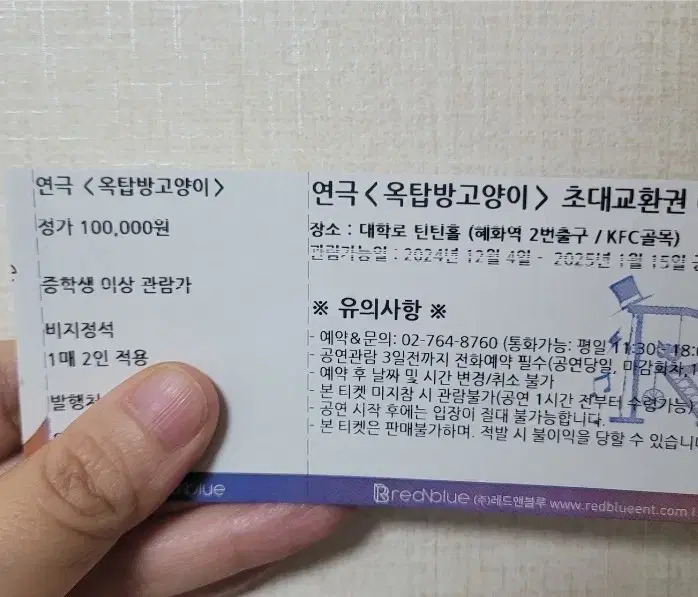 연극 <옥탑방고양이>
정가 100,000원
중학생 이상 관람가
비지정석
1매 2인 적용
발행처
연극 <옥탑방고양이> 초대교환권
장소 : 대학로 틴틴홀 (혜화역 2번출구 / KFC골목)
관람가능일 : 2024년 12월 4일 - 2025년 1월 15일
※ 유의사항 ※
- 예약&문의: 02-764-8760 (통화가능: 평일 11:30~ 18:0
- 공연관람 3일전까지 전화예약 필수(공연당일, 마감회차,
- 예약 후 날짜 및 시간 변경/취소 불가
- 본 티켓 미지참 시 관람불가(공연 1시간 전부터 수령가능)
- 공연 시작 후에는 입장이 절대 불가능합니다.
- 본 티켓은 판매불가하며. 적발 시 불이익을 당할 수 있습니다
redNblue (주)레드앤블루 www.redblueent.com